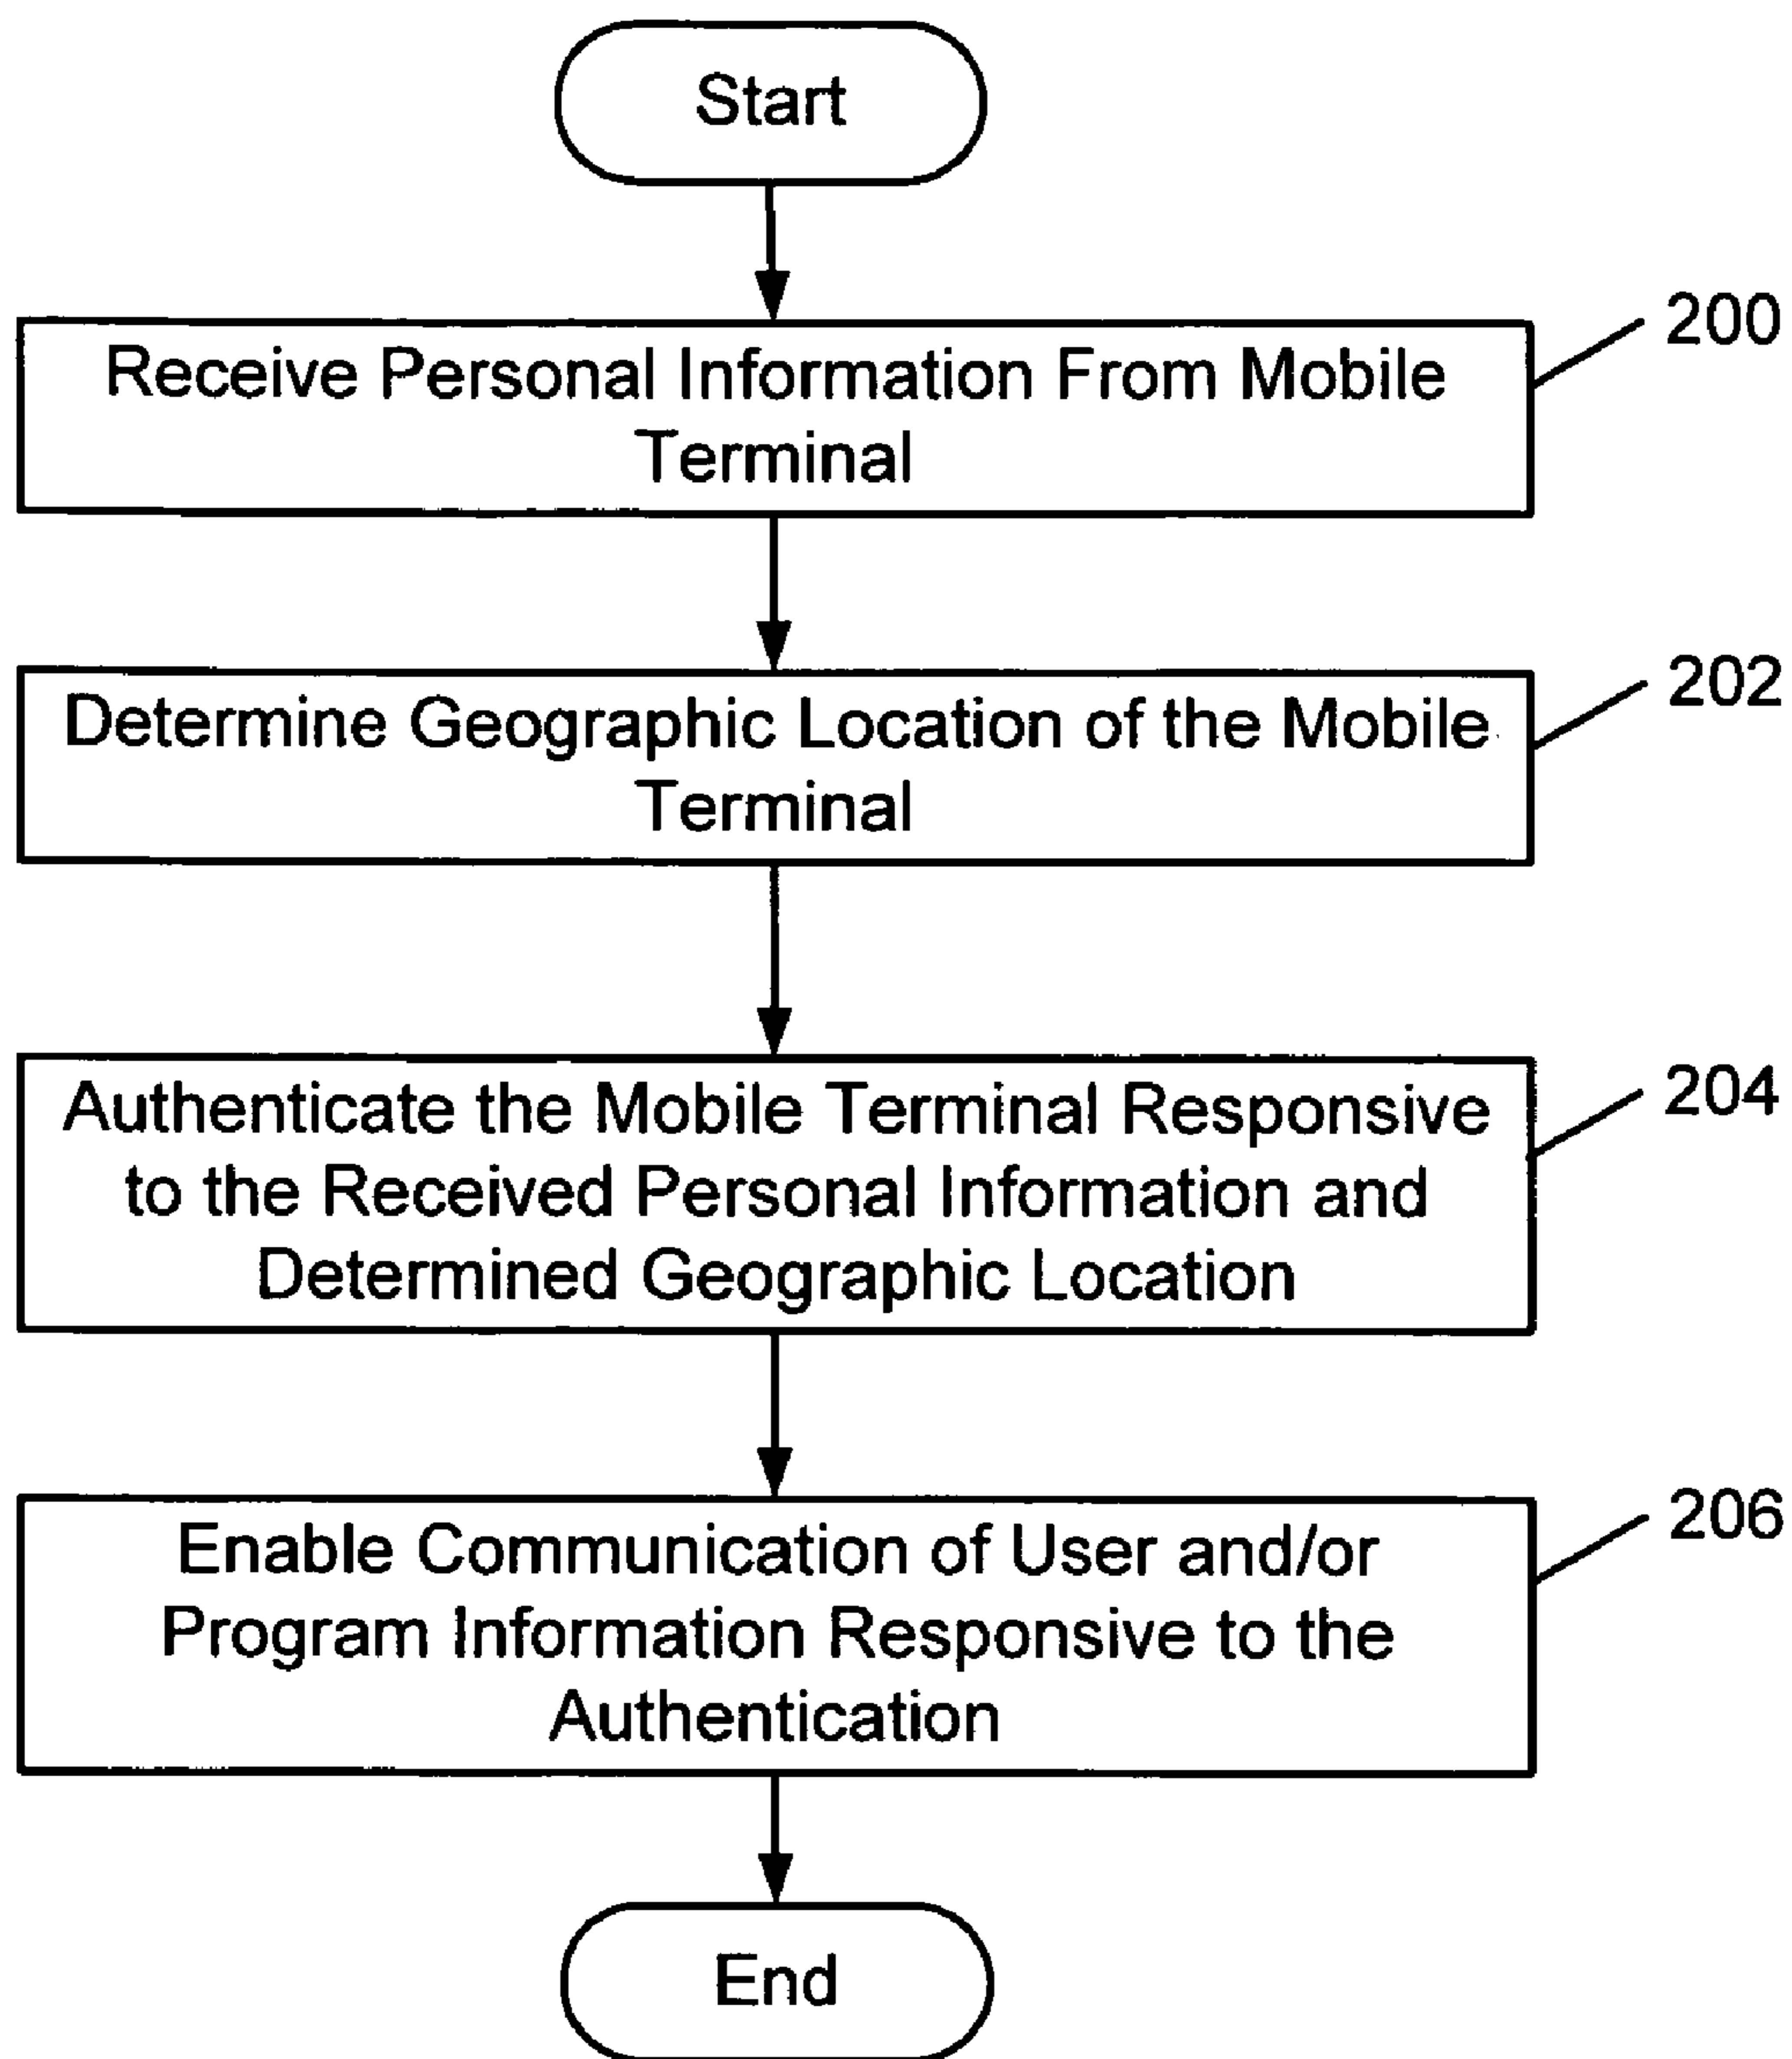 Start
200
Receive Personal Information From Mobile
Terminal
202
Determine Geographic Location of the Mobile
Terminal
204
Authenticate the Mobile Terminal Responsive
to the Received Personal Information and
Determined Geographic Location
206
Enable Communication of User and/or
Program Information Responsive to the
Authentication
End